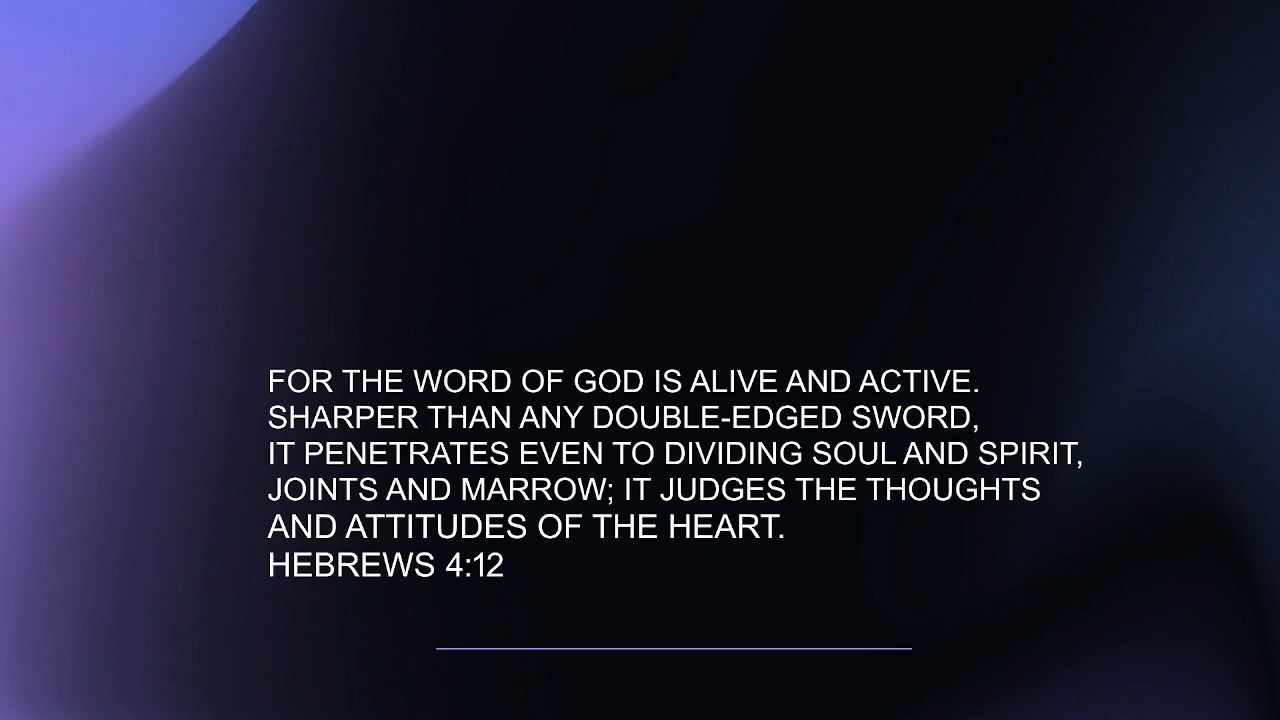 FOR THE WORD OF GOD IS ALIVE AND ACTIVE.
SHARPER THAN ANY DOUBLE-EDGED SWORD,
IT PENETRATES EVEN TO DIVIDING SOUL AND SPIRIT,
JOINTS AND MARROW; IT JUDGES THE THOUGHTS
AND ATTITUDES OF THE HEART.
HEBREWS 4:12